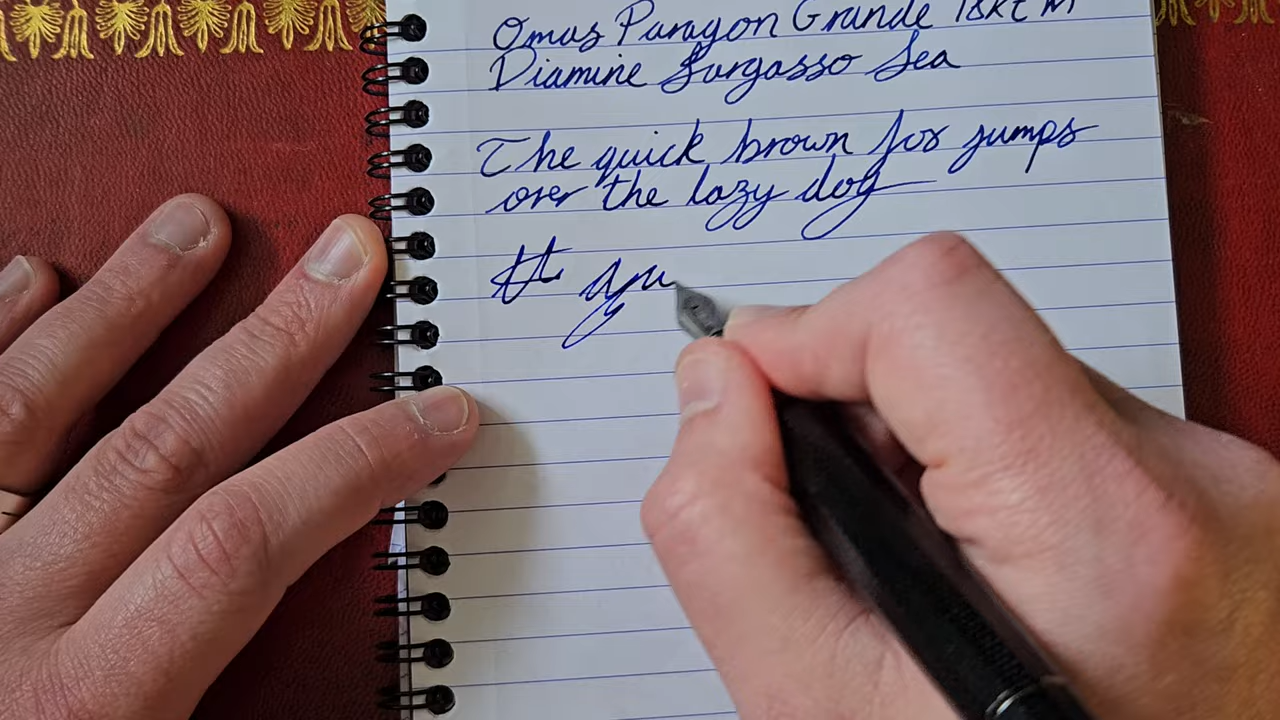 Omas Paragon Grande 18kt M
Diamine Sargasso Sea
The quick brown fox jumps
over the lazy dog